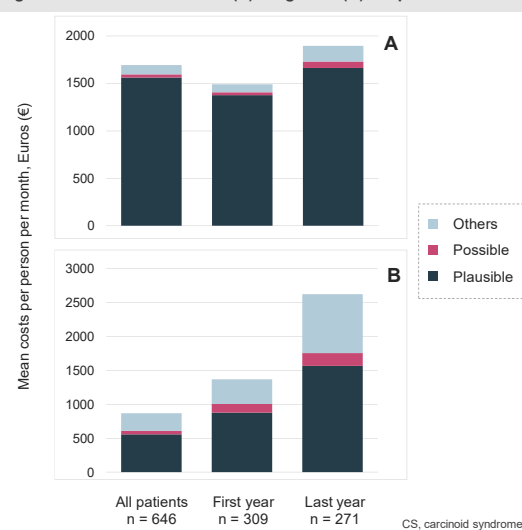 2000
A
1500
1000
500
0
Mean costs per person per month, Euros (€)
Others
Possible
Plausible
3000
B
2500
2000
1500
1000
500
0
All patients
n = 646
First year
n = 309
Last year
n = 271
CS, carcinoid syndrome